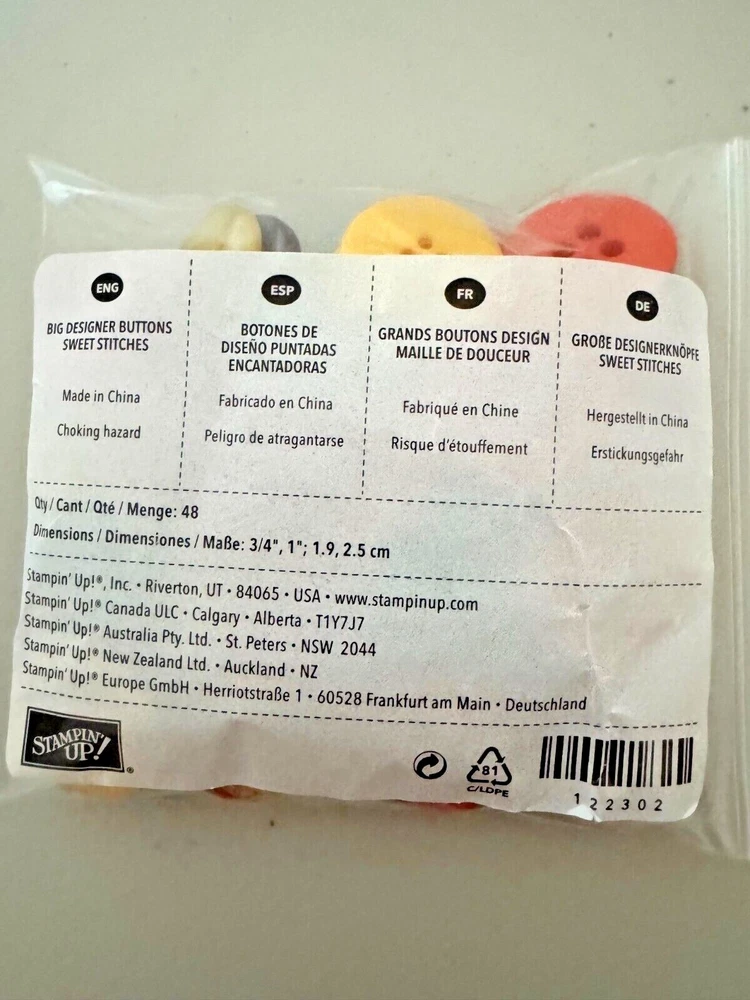 ENG
BIG DESIGNER BUTTONS
SWEET STITCHES
Made in China
Choking hazard
ESP
BOTONES DE
DISEÑO PUNTADAS
ENCANTADORAS
Fabricado en China
Peligro de atragantarse
FR
GRANDS BOUTONS DESIGN
MAILLE DE DOUCEUR
Fabriqué en Chine
Risque d'étouffement
DE
GROßE DESIGNERKNÖPFE
SWEET STITCHES
Hergestellt in China
Erstickungsgefahr
Qty / Cant / Qté / Menge: 48
Dimensions / Dimensiones / Maße: 3/4", 1"; 1.9, 2.5 cm
Stampin' Up!®, Inc. • Riverton, UT • 84065 • USA • www.stampinup.com
Stampin' Up!® Canada ULC • Calgary • Alberta • T1Y7J7
Stampin' Up!® Australia Pty. Ltd. • St. Peters • NSW 2044
Stampin' Up!® New Zealand Ltd. • Auckland • NZ
Stampin' Up!® Europe GmbH • Herriotstraße 1 • 60528 Frankfurt am Main • Deutschland
STAMPIN'
UP!®
81
C/LDPE
122302